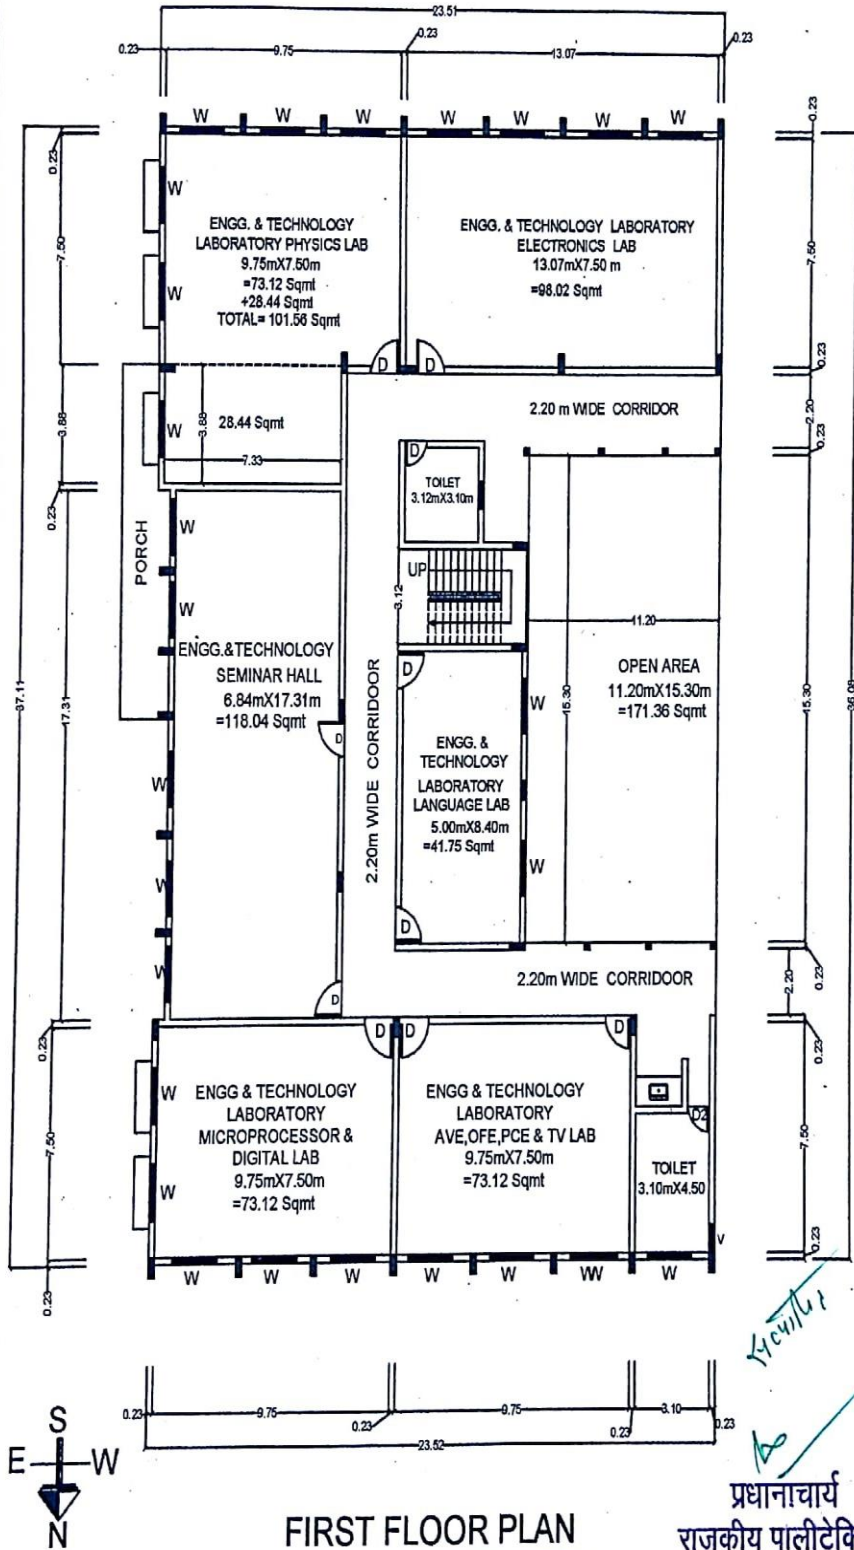 23.51
0.23
9.75
0.23
13.07
0.23
W W W W W W W
0.23
0.23
W
ENGG. & TECHNOLOGY
LABORATORY PHYSICS LAB
9.75mX7.50m
=73.12 Sqmt
+28.44 Sqmt
TOTAL= 101.56 Sqmt
W
D
ENGG. & TECHNOLOGY LABORATORY
ELECTRONICS LAB
13.07mX7.50 m
=98.02 Sqmt
D
7.50
7.50
0.23
2.20
0.23
3.88
0.23
W
3.88
28.44 Sqmt
7.33
2.20 m WIDE CORRIDOR
D
TOILET
3.12mX3.10m
PORCH
W
W
UP
3.12
11.20
37.11
17.31
ENGG.&TECHNOLOGY
SEMINAR HALL
6.84mX17.31m
=118.04 Sqmt
D
W
W
W
D
2.20m WIDE CORRIDOOR
D
ENGG. &
TECHNOLOGY
LABORATORY
LANGUAGE LAB
5.00mX8.40m
=41.75 Sqmt
D
W
W
15.30
OPEN AREA
11.20mX15.30m
=171.36 Sqmt
15.30
36.08
2.20m WIDE CORRIDOOR
2.20
0.23
0.23
0.23
7.50
0.23
W
W
ENGG & TECHNOLOGY
LABORATORY
MICROPROCESSOR &
DIGITAL LAB
9.75mX7.50m
=73.12 Sqmt
D
D
ENGG & TECHNOLOGY
LABORATORY
AVE,OFE,PCE & TV LAB
9.75mX7.50m
=73.12 Sqmt
D
D2
TOILET
3.10mX4.50
V
7.50
0.23
W W W W W WW W
0.23
9.75
0.23
9.75
0.23
3.10
0.23
23.52
S
E W
N
FIRST FLOOR PLAN
प्रधानाचार्य
राजकीय